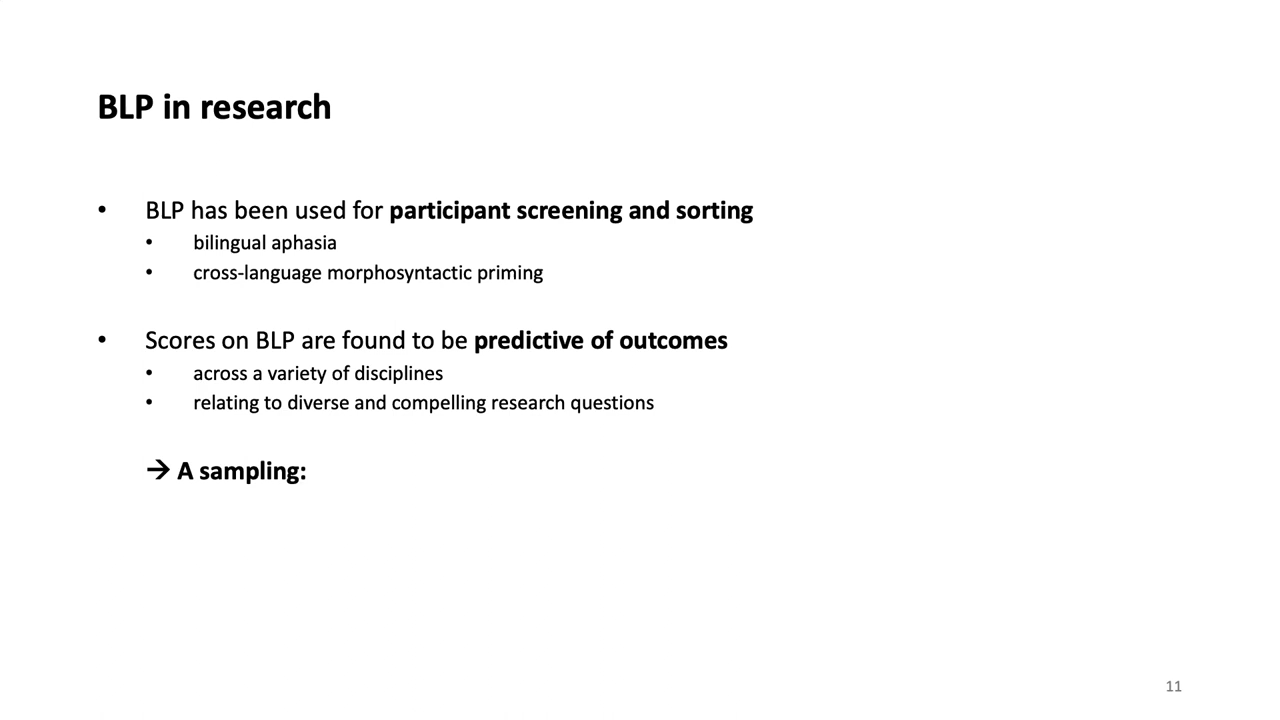 BLP in research
• BLP has been used for participant screening and sorting
• bilingual aphasia
• cross-language morphosyntactic priming
• Scores on BLP are found to be predictive of outcomes
• across a variety of disciplines
• relating to diverse and compelling research questions
→ A sampling:
11